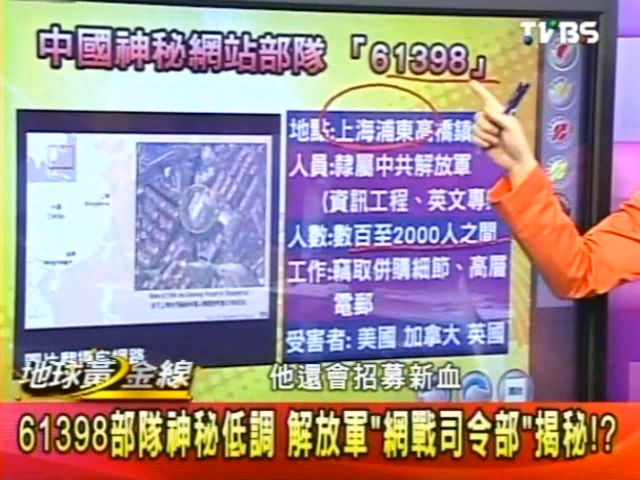 TVBS
中國神秘網站部隊「61398」
地點:上海浦東高橋鎮
人員:隸屬中共解放軍
(資訊工程、英文專
人數:數百至2000人之間
工作:竊取併購細節、高層
電郵
受害者: 美國 加拿大 英國
地球黃金線
他還會招募新血
61398部隊神秘低調 解放軍"網戰司令部"揭秘!?